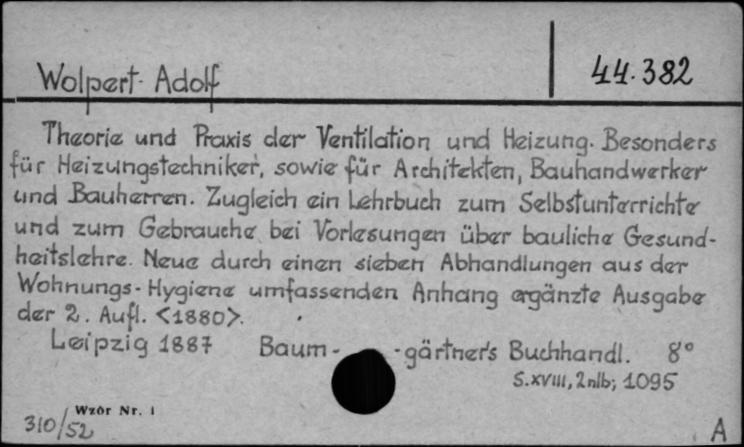 Wolpert Adolf
44.382
Theorie und Praxis der Ventilation und Heizung. Besonders
für Heizungstechniker, sowie für Architekten, Bauhandwerker
und Bauherren. Zugleich ein Lehrbuch zum Selbstunterrichte
und zum Gebrauche bei Vorlesungen über bauliche Gesund-
heitslehre. Neue durch einen sieben Abhandlungen aus der
Wohnungs-Hygiene umfassenden Anhang ergänzte Ausgabe
der 2. Aufl. <1880>.
Leipzig 1887 Baum- -gärtner's Buchhandl. 8°
S.XVIII, 2nlb; 1095
Wzór Nr. 1
310/52
A